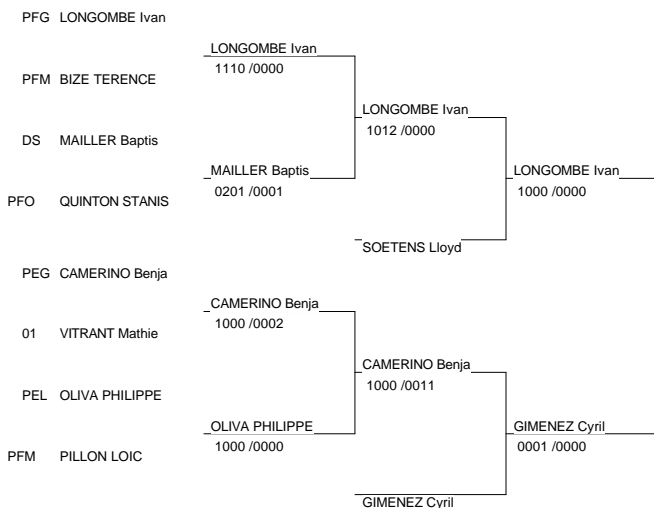 PFG LONGOMBE Ivan
LONGOMBE Ivan
1110 /0000
PFM BIZE TERENCE
LONGOMBE Ivan
1012 /0000
DS MAILLER Baptis
MAILLER Baptis
0201 /0001
LONGOMBE Ivan
1000 /0000
PFO QUINTON STANIS
SOETENS Lloyd
PEG CAMERINO Benja
CAMERINO Benja
1000 /0002
01 VITRANT Mathie
CAMERINO Benja
1000 /0011
PEL OLIVA PHILIPPE
OLIVA PHILIPPE
1000 /0000
GIMENEZ Cyril
0001 /0000
PFM PILLON LOIC
GIMENEZ Cyril